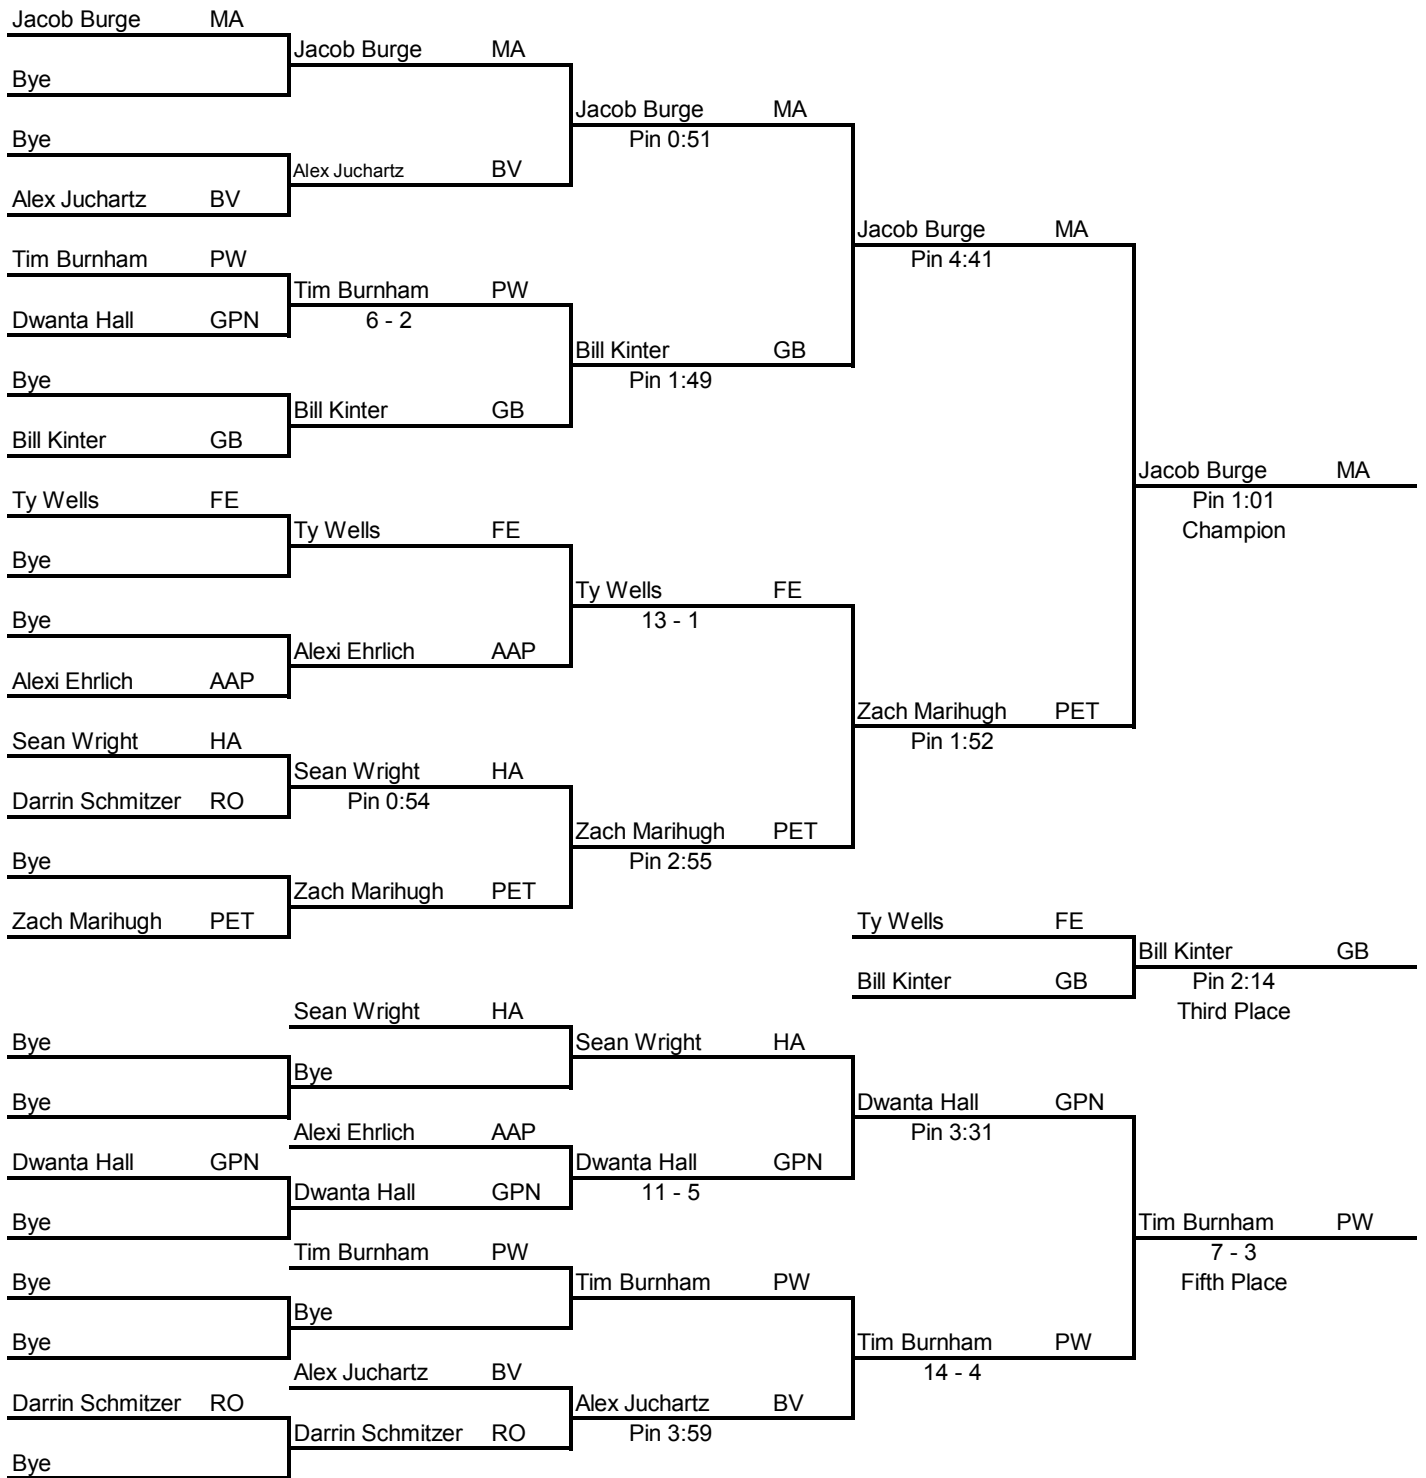 Jacob Burge MA
Jacob Burge MA
Bye
Jacob Burge MA
Bye
Pin 0:51
Alex Juchartz BV
Alex Juchartz BV
Jacob Burge MA
Tim Burnham PW
Pin 4:41
Tim Burnham PW
Dwanta Hall GPN
6 - 2
Bill Kinter GB
Bye
Pin 1:49
Bill Kinter GB
Bill Kinter GB
Jacob Burge MA
Ty Wells FE
Pin 1:01
Ty Wells FE
Champion
Bye
Ty Wells FE
Bye
13 - 1
Alexi Ehrlich AAP
Alexi Ehrlich AAP
Zach Marihugh PET
Sean Wright HA
Pin 1:52
Sean Wright HA
Darrin Schmitzer RO
Pin 0:54
Zach Marihugh PET
Bye
Pin 2:55
Zach Marihugh PET
Zach Marihugh PET
Ty Wells FE
Bill Kinter GB
Bill Kinter GB
Pin 2:14
Sean Wright HA
Third Place
Bye
Sean Wright HA
Bye
Bye
Dwanta Hall GPN
Alexi Ehrlich AAP
Pin 3:31
Dwanta Hall GPN
Dwanta Hall GPN
Dwanta Hall GPN
11 - 5
Bye
Tim Burnham PW
Tim Burnham PW
7 - 3
Bye
Tim Burnham PW
Fifth Place
Bye
Bye
Tim Burnham PW
Alex Juchartz BV
14 - 4
Darrin Schmitzer RO
Alex Juchartz BV
Darrin Schmitzer RO
Pin 3:59
Bye